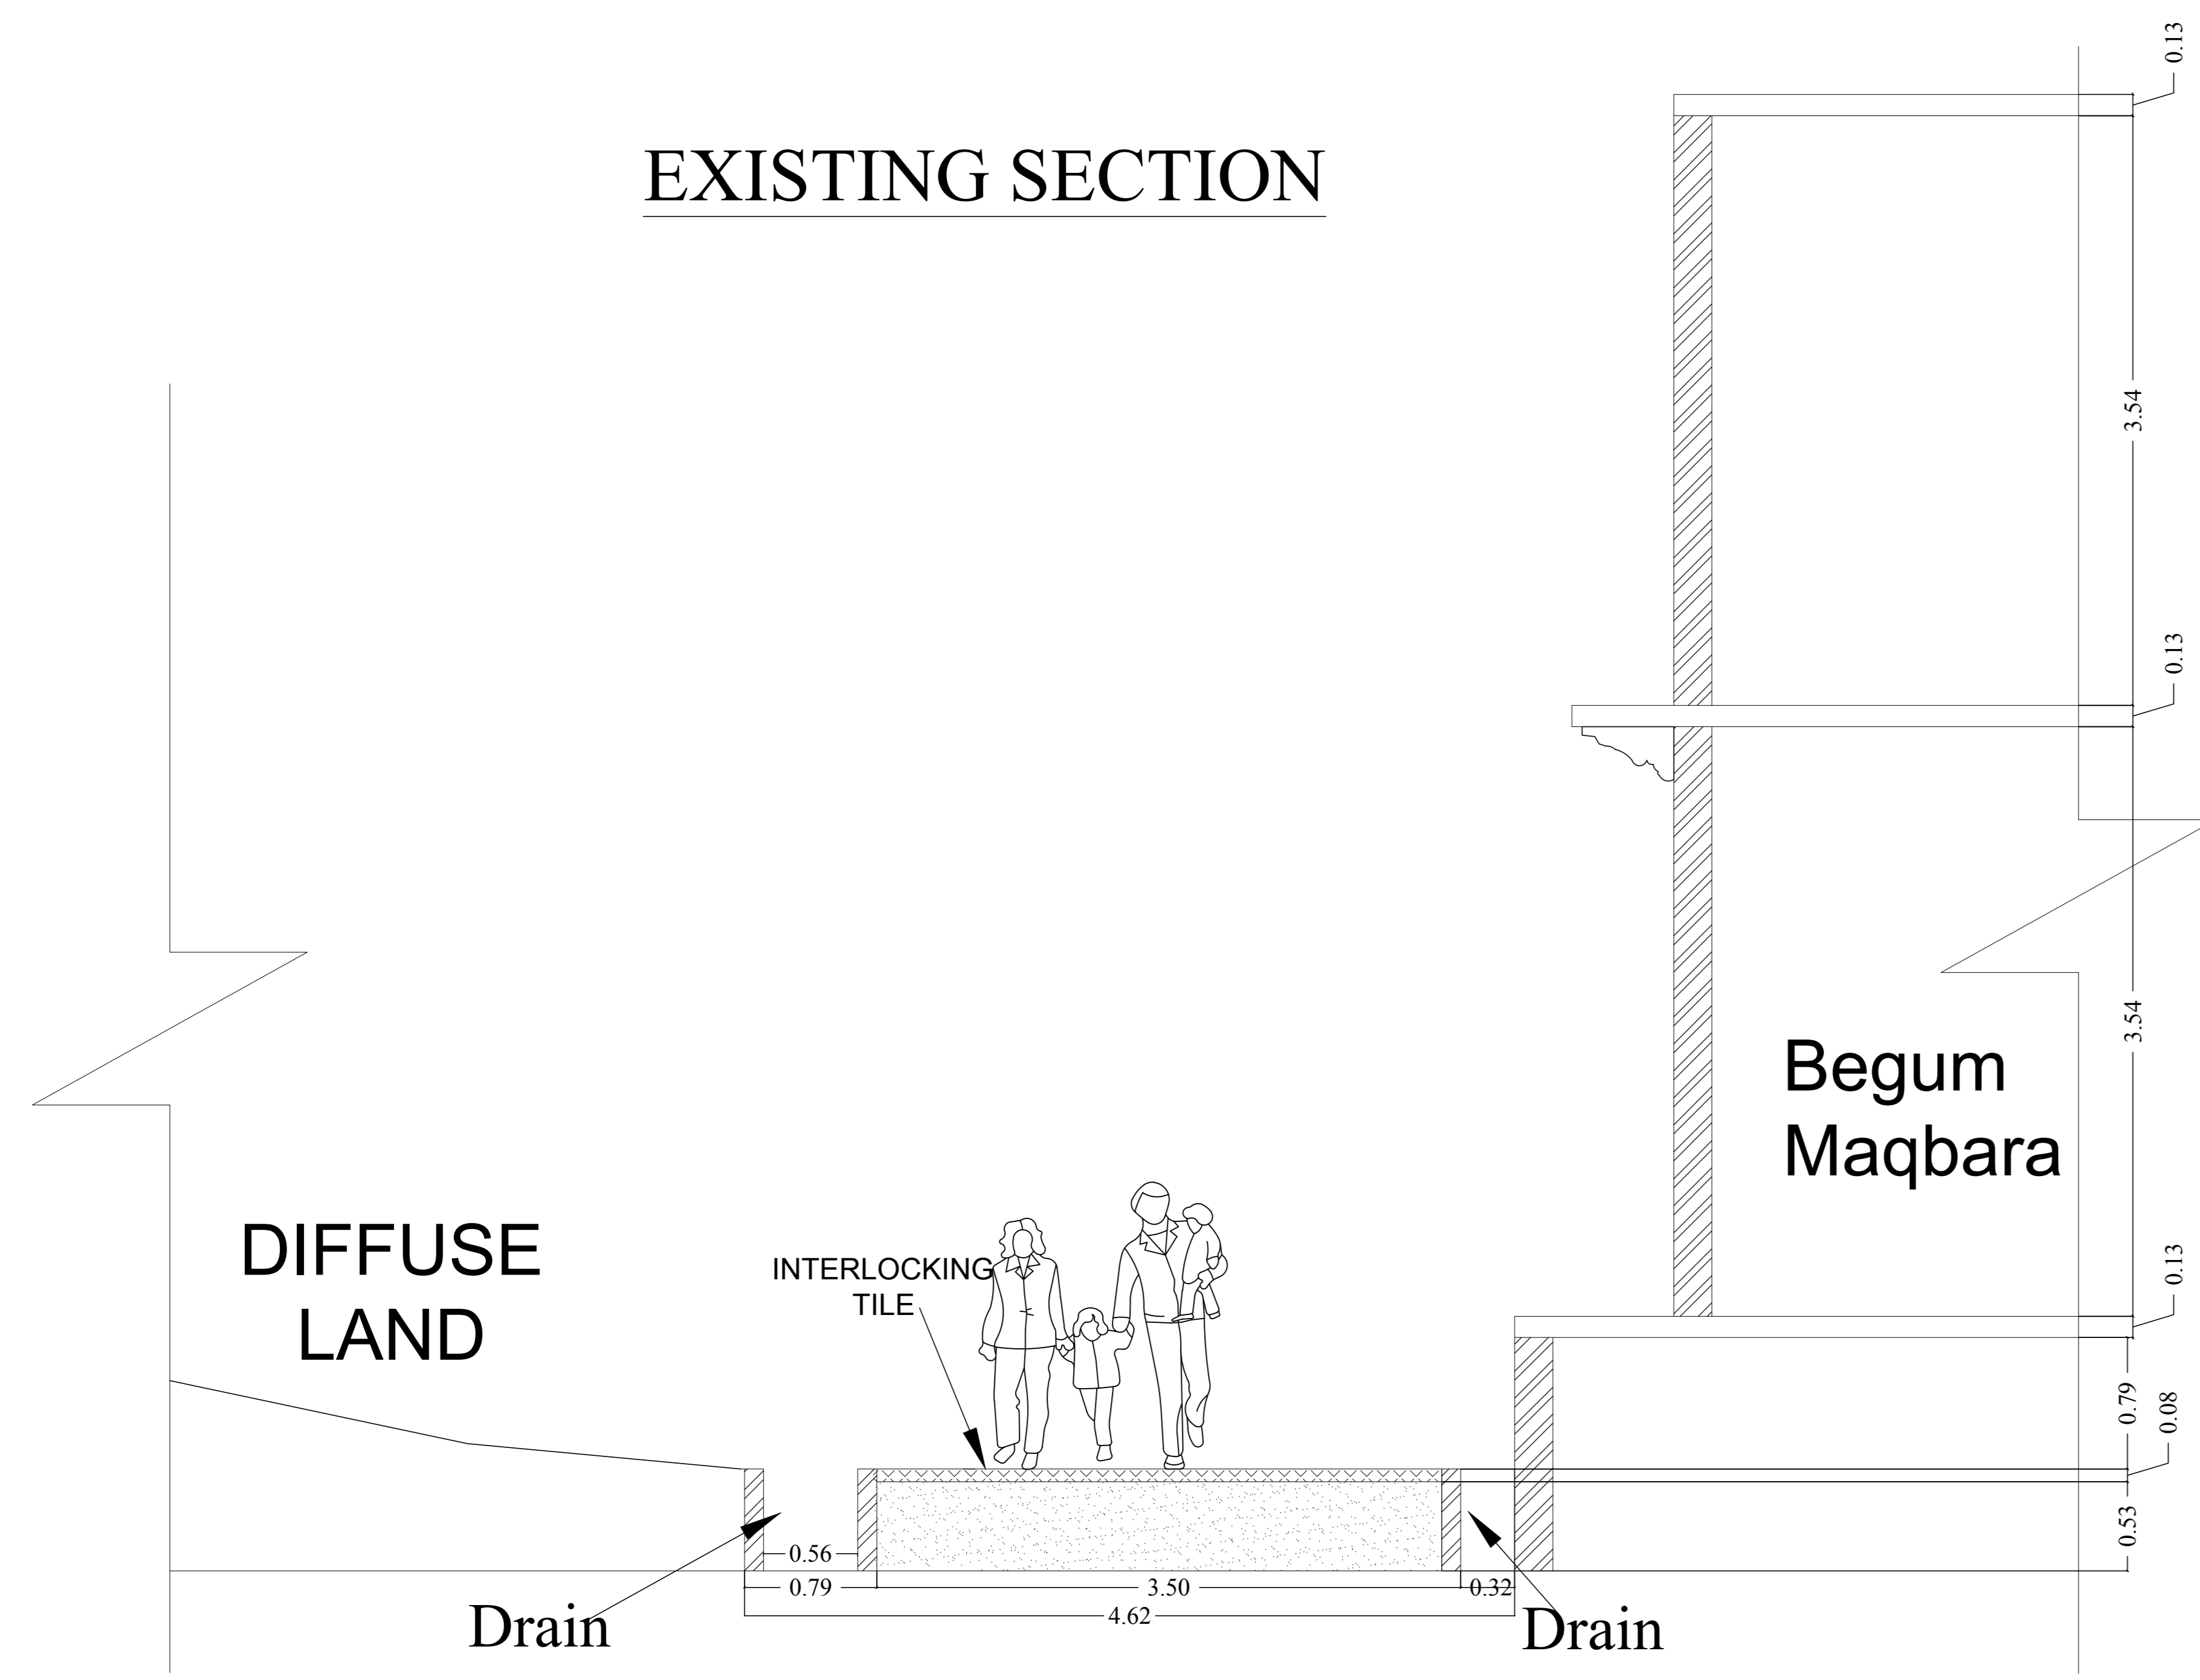 0.13
EXISTING SECTION
3.54
0.13
3.54
Begum
Maqbara
DIFFUSE
LAND
INTERLOCKING
TILE
0.13
0.79
0.08
0.53
0.56
0.79
3.50
0.32
4.62
Drain
Drain